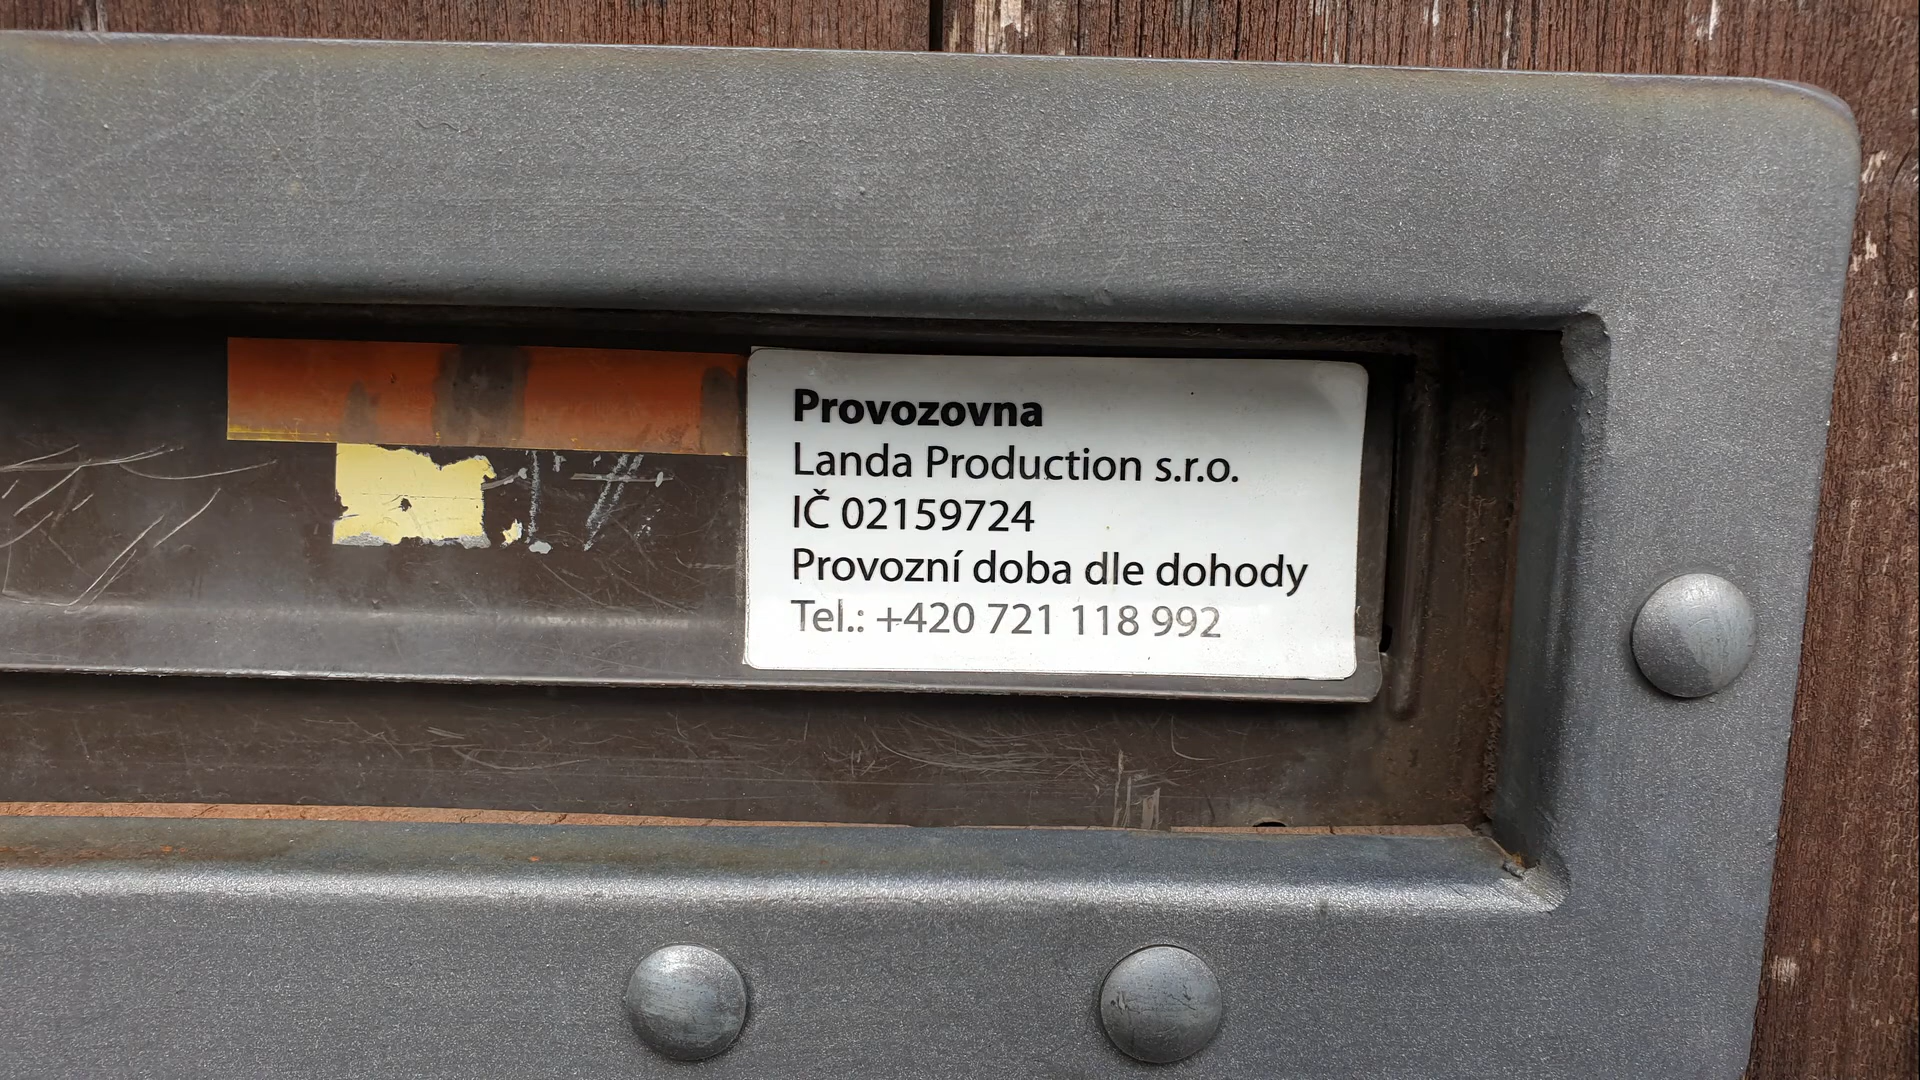 Provozovna
Landa Production s.r.o.
IČ 02159724
Provozní doba dle dohody
Tel.: +420 721 118 992